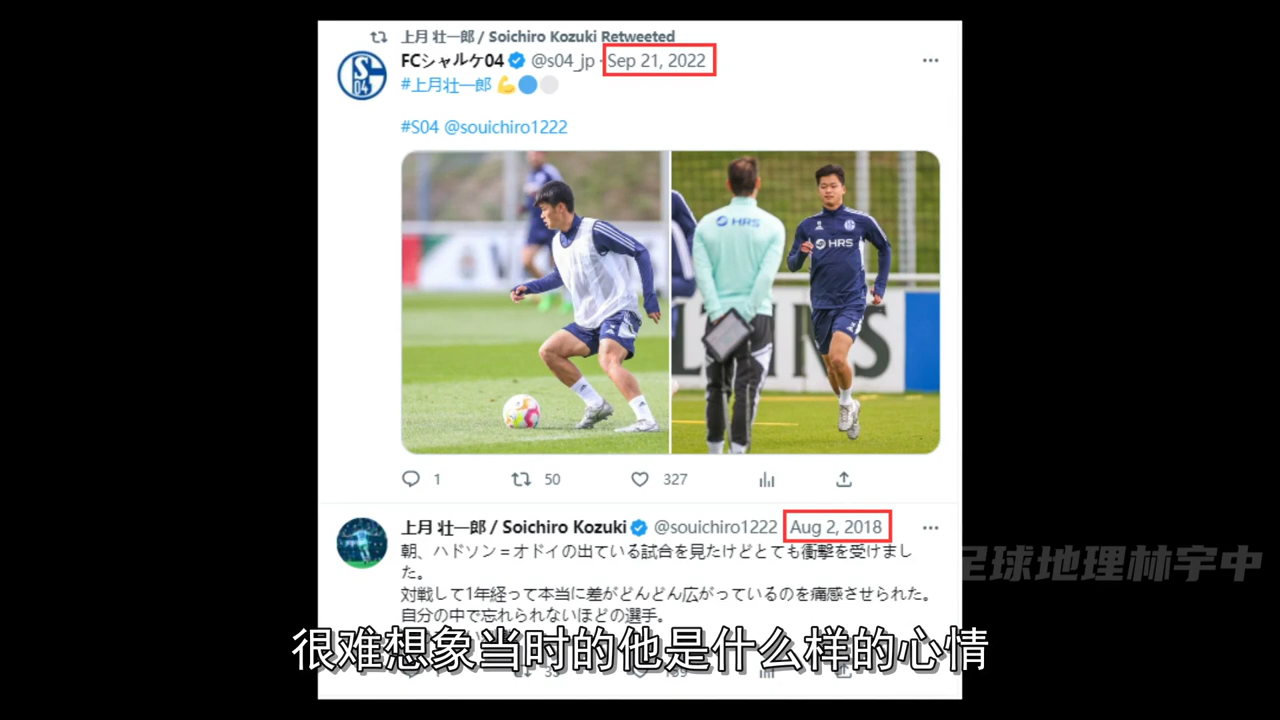 上月 壮一郎 / Soichiro Kozuki Retweeted
FCシャルケ04 @s04_jp · Sep 21, 2022
#上月壮一郎 💪🔵⚪
#S04 @souichiro1222
HRS
HRS
1 50 327
上月 壮一郎 / Soichiro Kozuki @souichiro1222 Aug 2, 2018
朝、ハドソン＝オドイの出ている試合を見たけどとても衝撃を受けまし
た。
対戦して1年経って本当に差がどんどん広がっているのを痛感させられた。
自分の中で忘れられないほどの選手。
足球地理林宇中
很难想象当时的他是什么样的心情